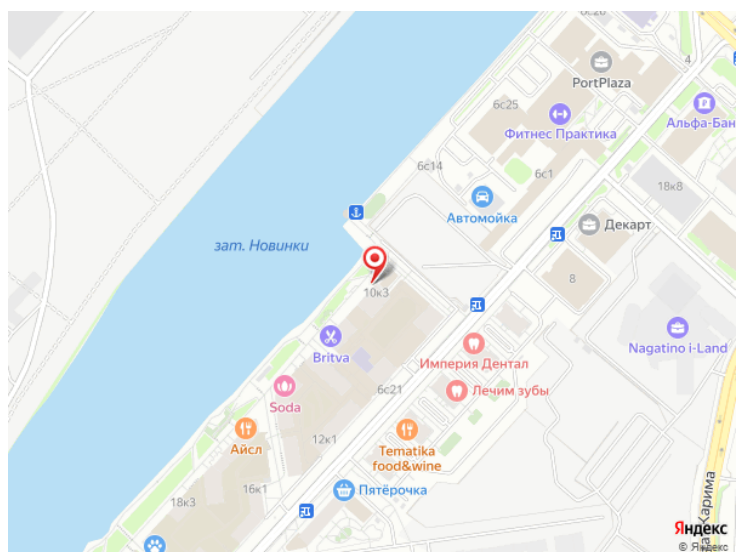 6с26
4
PortPlaza
6с25
Альфа-Бан
Фитнес Практика
6с14
6с1
18к8
Автомойка
Декарт
зат. Новинки
8
10к3
Nagatino i-Land
Britva
Империя Дентал
6с21
Лечим зубы
Soda
Айсл
12к1
Tematika
food&wine
16к1
Пятёрочка
18к3
Карима
Яндекс
© Яндекс